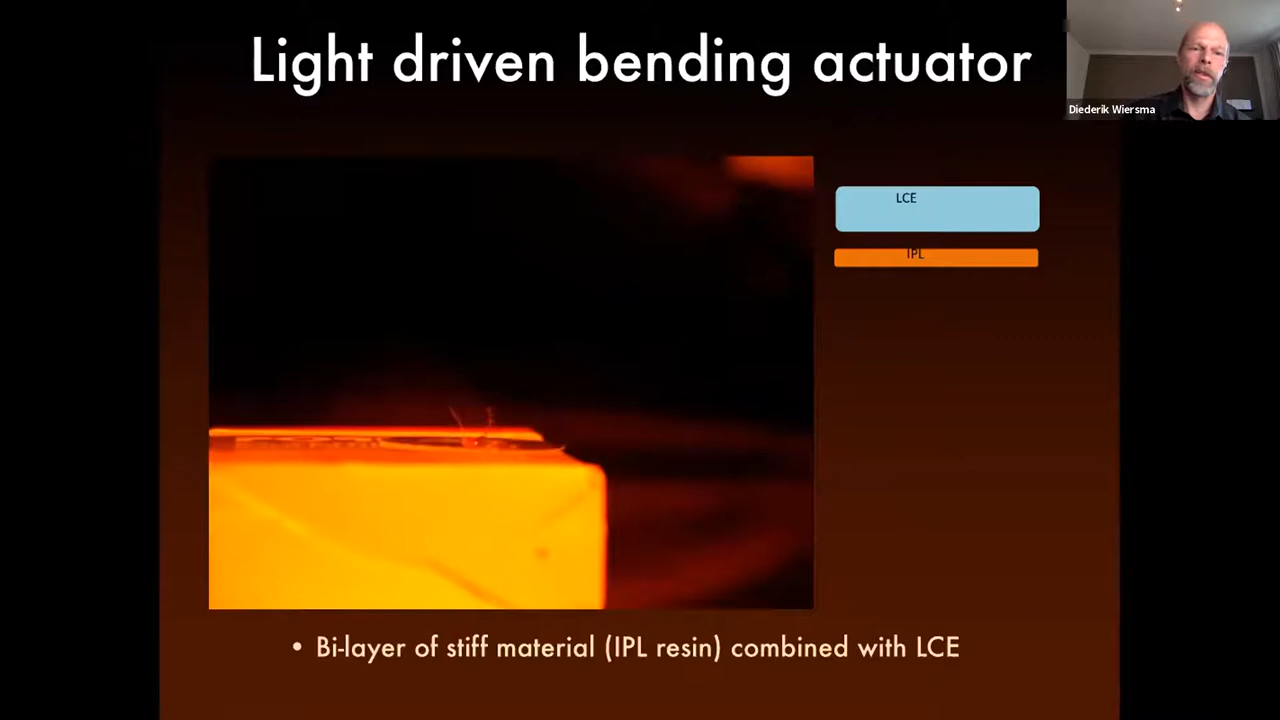 Light driven bending actuator
Diederik Wiersma
LCE
IPL
• Bi-layer of stiff material (IPL resin) combined with LCE